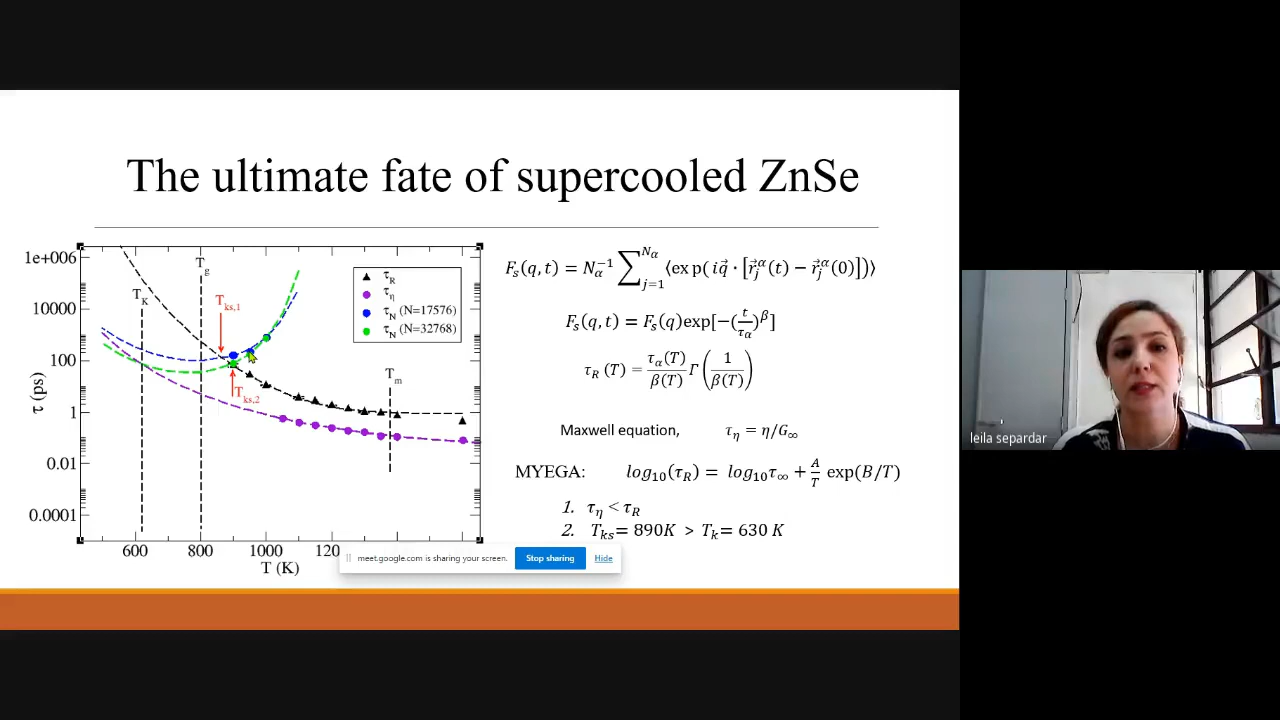 The ultimate fate of supercooled ZnSe
1e+006
10000
100
1
0.01
0.0001
τ (ps)
600
800
1000
120
T (K)
T_K
T_g
T_ks,1
T_ks,2
T_m
τ_R
τ_η
τ_N (N=17576)
τ_N (N=32768)
F_s(q, t) = N_α^{-1} ∑_{j=1}^{N_α} ⟨ex p( iq⃗ · [r⃗_j^α(t) − r⃗_j^α(0)])⟩
F_s(q, t) = F_s(q)exp[−(t/τ_α)^β]
τ_R (T) = τ_α(T)/β(T) Γ (1/β(T))
Maxwell equation, τ_η = η/G_∞
MYEGA: log_10(τ_R) = log_10τ_∞ + A/T exp(B/T)
1. τ_η < τ_R
2. T_ks= 890K > T_k= 630 K
meet.google.com is sharing your screen. Stop sharing Hide
leila separdar